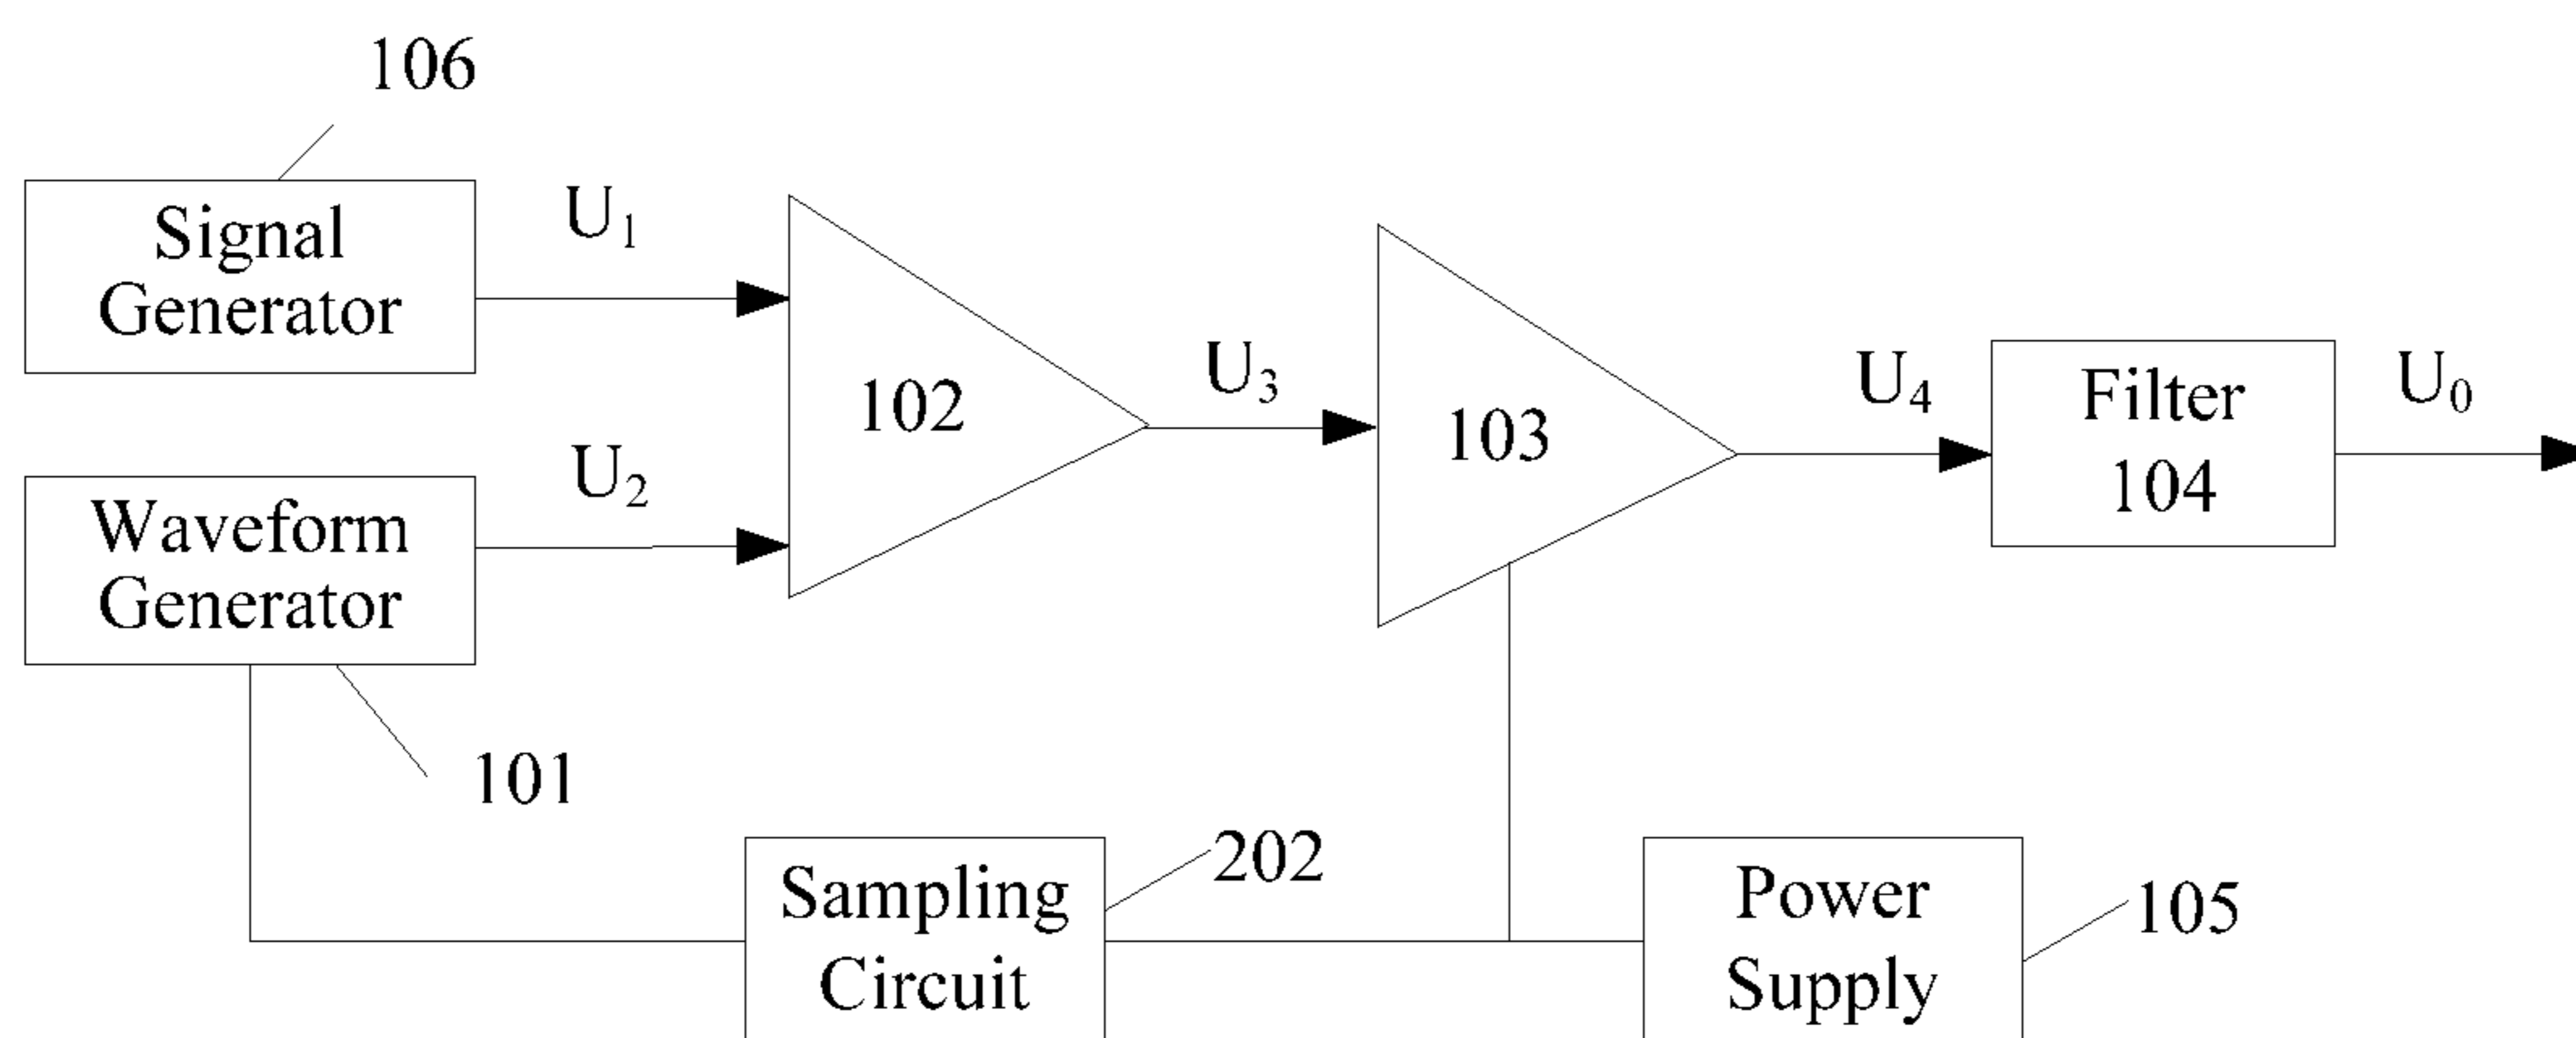 106
Signal
Generator
U₁
Waveform
Generator
U₂
101
102
U₃
103
U₄
Filter
104
U₀
Sampling
Circuit
202
Power
Supply
105